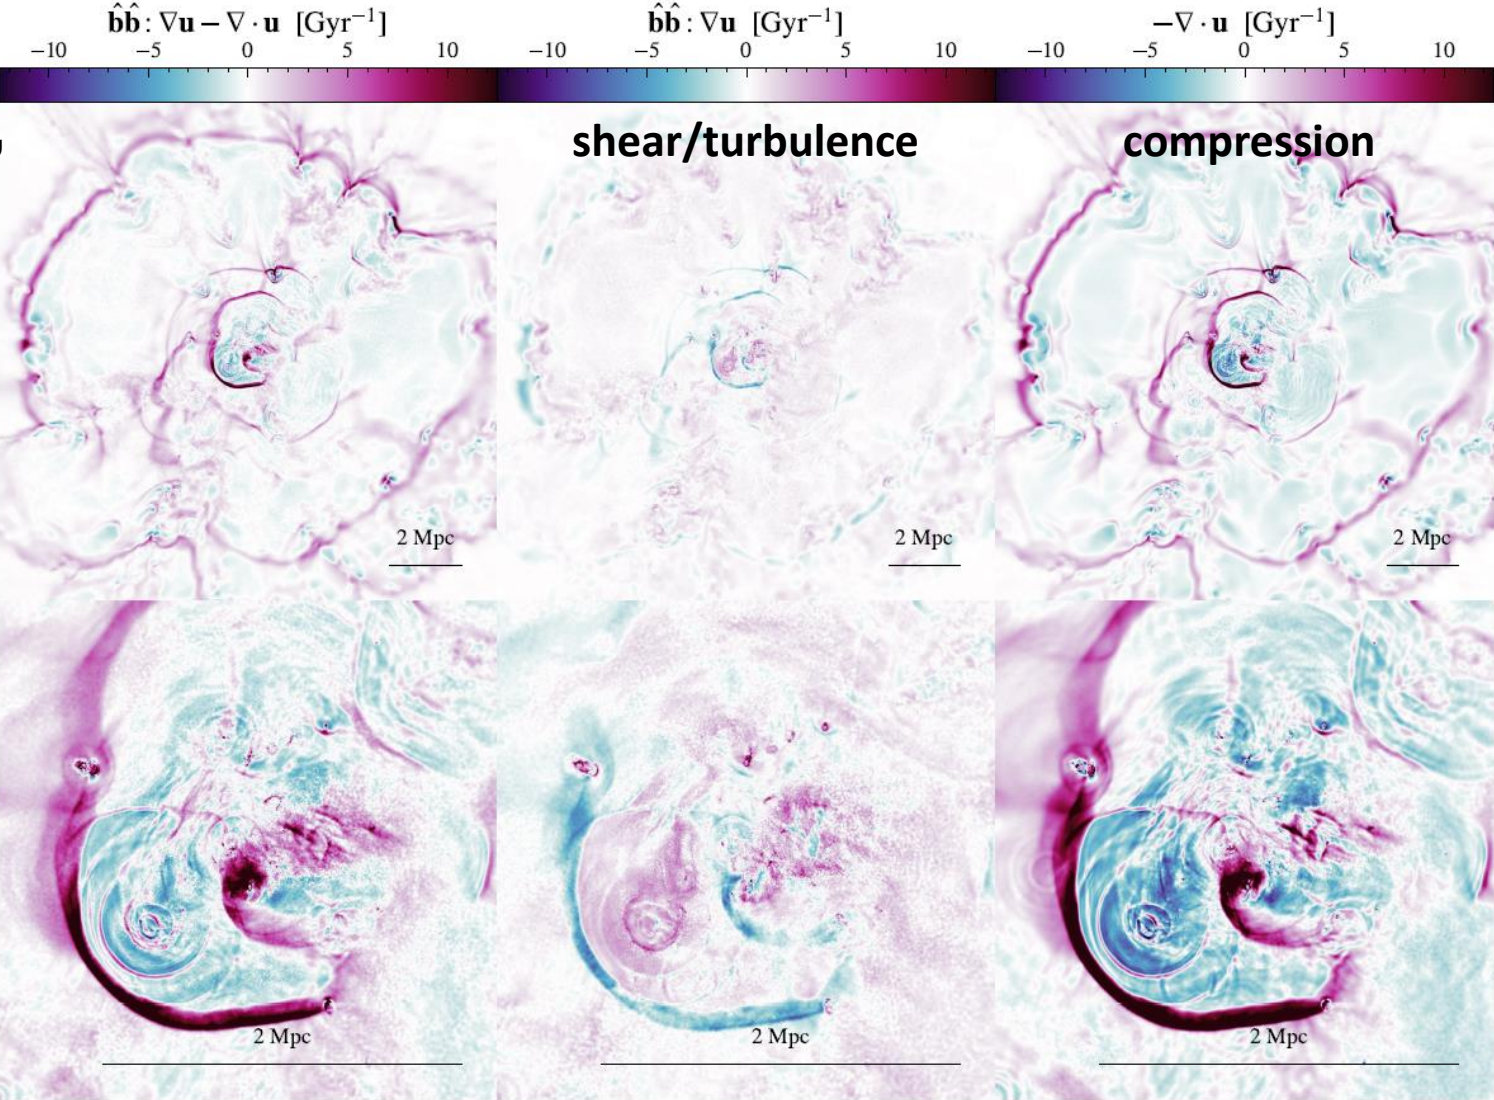 b̂b̂ : ∇u − ∇ · u [Gyr⁻¹]
−10 −5 0 5 10
b̂b̂ : ∇u [Gyr⁻¹]
−10 −5 0 5 10
−∇ · u [Gyr⁻¹]
−10 −5 0 5 10
shear/turbulence
compression
2 Mpc
2 Mpc
2 Mpc
2 Mpc
2 Mpc
2 Mpc